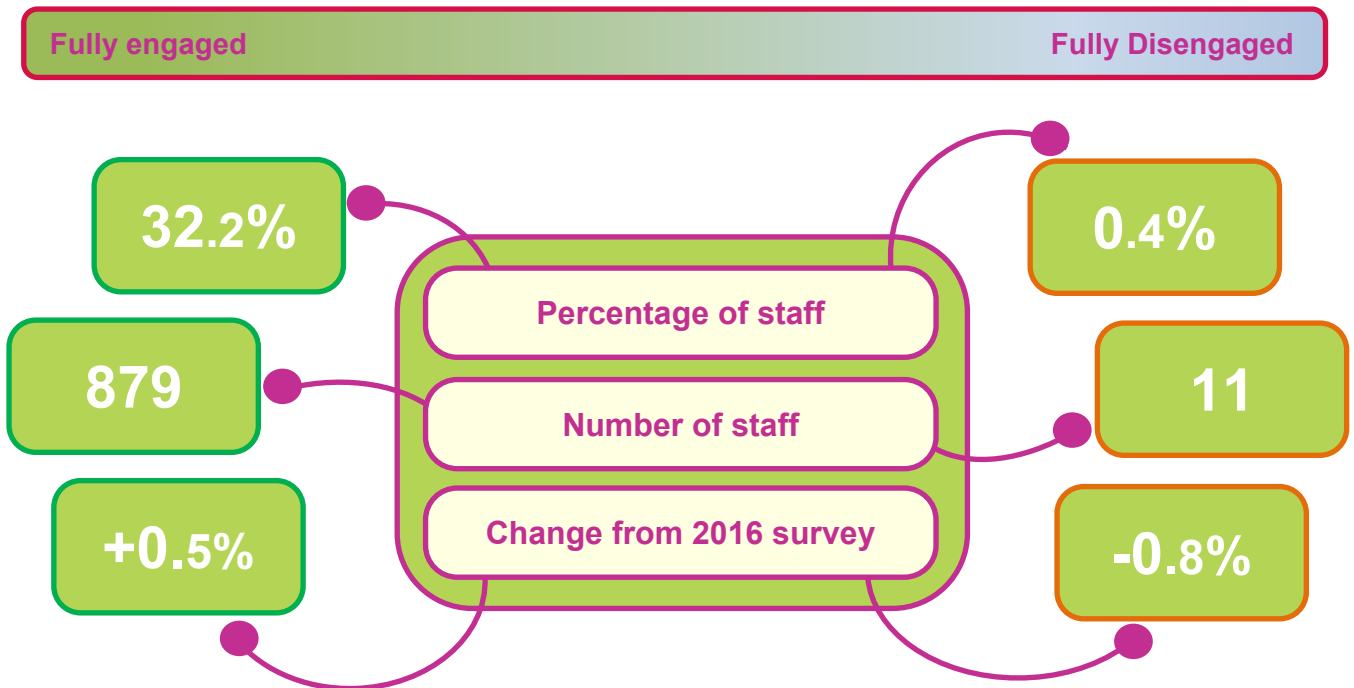 Fully engaged
Fully Disengaged
32.2%
0.4%
Percentage of staff
879
11
Number of staff
+0.5%
-0.8%
Change from 2016 survey